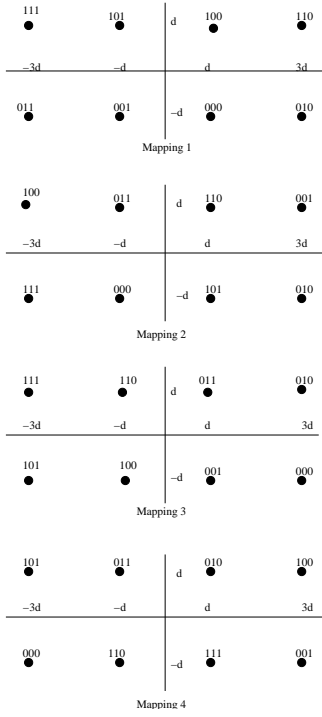 111 101 d 100 110
−3d −d d 3d
011 001 −d 000 010
Mapping 1
100 011 d 110 001
−3d −d d 3d
111 000 −d 101 010
Mapping 2
111 110 d 011 010
−3d −d d 3d
101 100 −d 001 000
Mapping 3
101 011 d 010 100
−3d −d d 3d
000 110 −d 111 001
Mapping 4